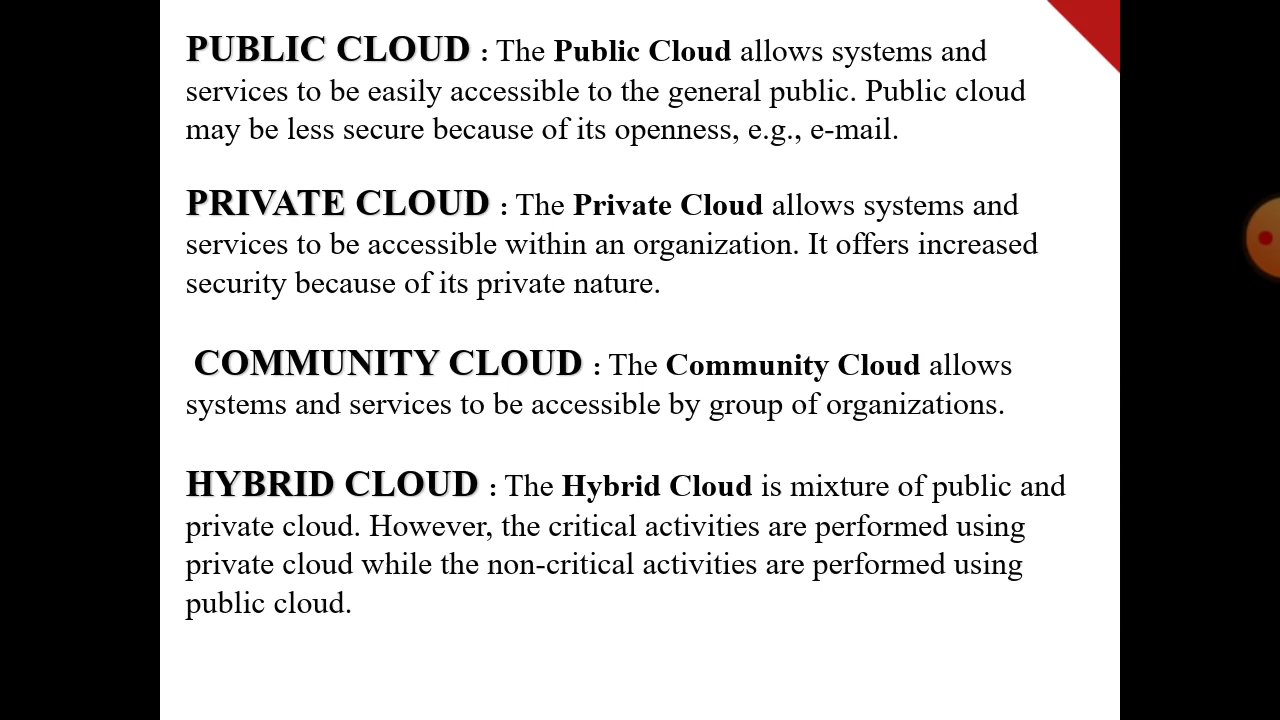 PUBLIC CLOUD : The Public Cloud allows systems and
services to be easily accessible to the general public. Public cloud
may be less secure because of its openness, e.g., e-mail.
PRIVATE CLOUD : The Private Cloud allows systems and
services to be accessible within an organization. It offers increased
security because of its private nature.
COMMUNITY CLOUD : The Community Cloud allows
systems and services to be accessible by group of organizations.
HYBRID CLOUD : The Hybrid Cloud is mixture of public and
private cloud. However, the critical activities are performed using
private cloud while the non-critical activities are performed using
public cloud.